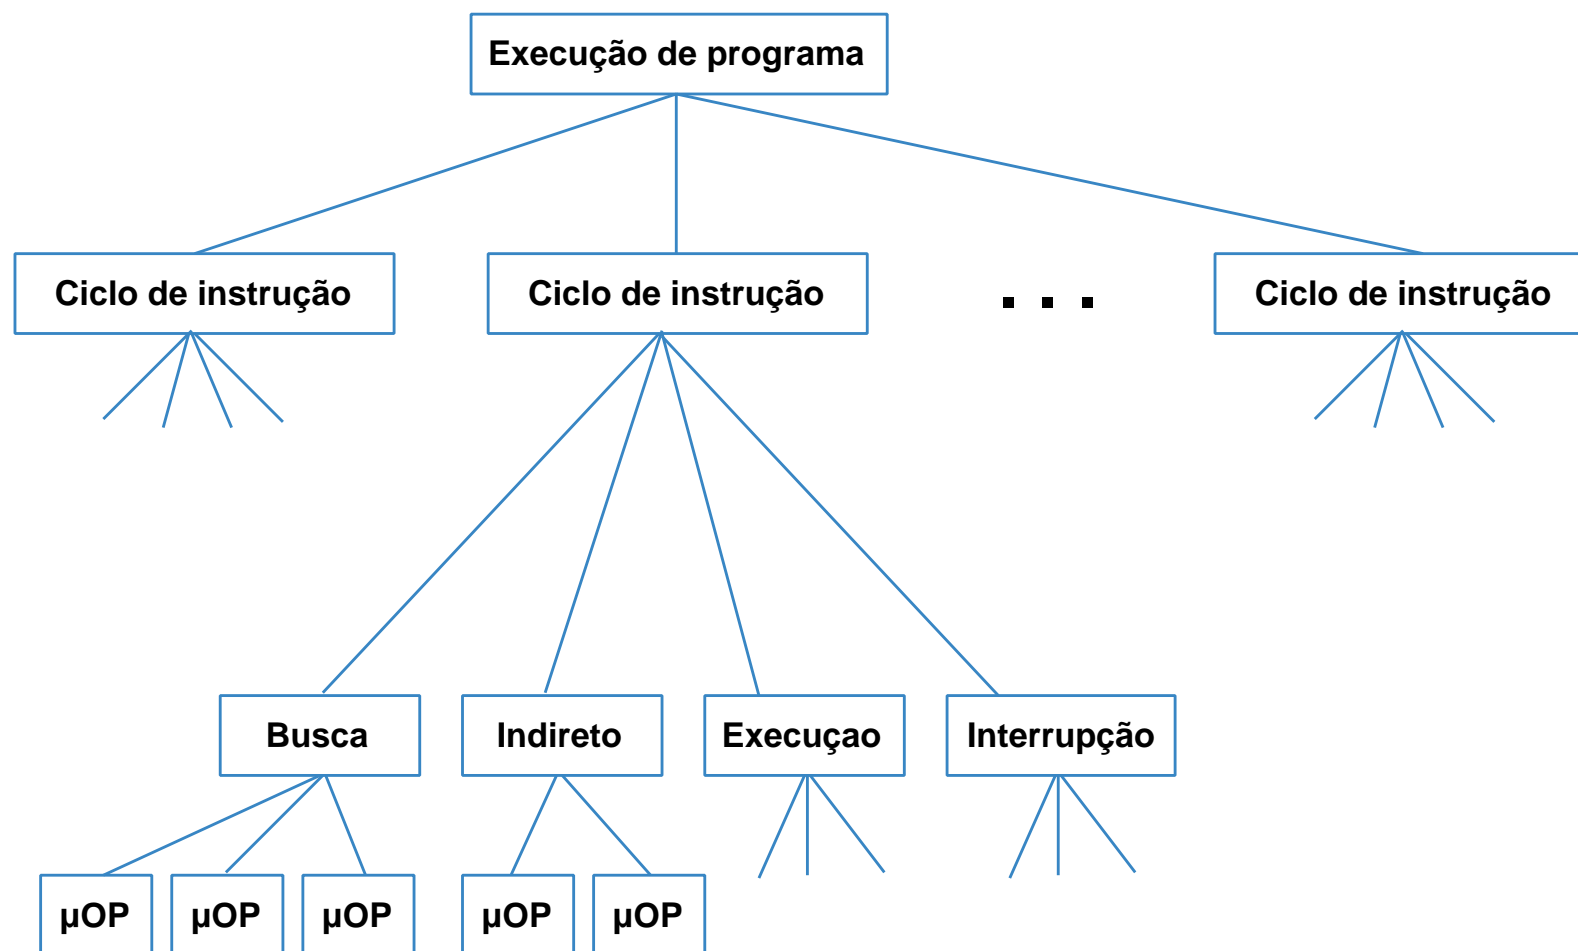 Execução de programa
Ciclo de instrução
Ciclo de instrução
. . .
Ciclo de instrução
Busca
Indireto
Execuçao
Interrupção
µOP
µOP
µOP
µOP
µOP